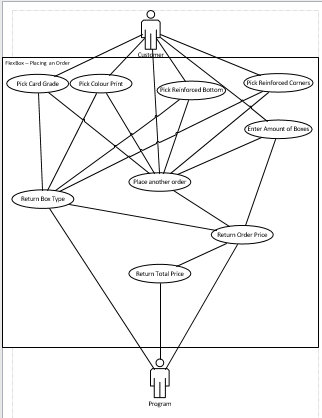 Customer
FlexBox – Placing an Order
Pick Card Grade
Pick Colour Print
Pick Reinforced Bottom
Pick Reinforced Corners
Enter Amount of Boxes
Place another order
Return Box Type
Return Order Price
Return Total Price
Program